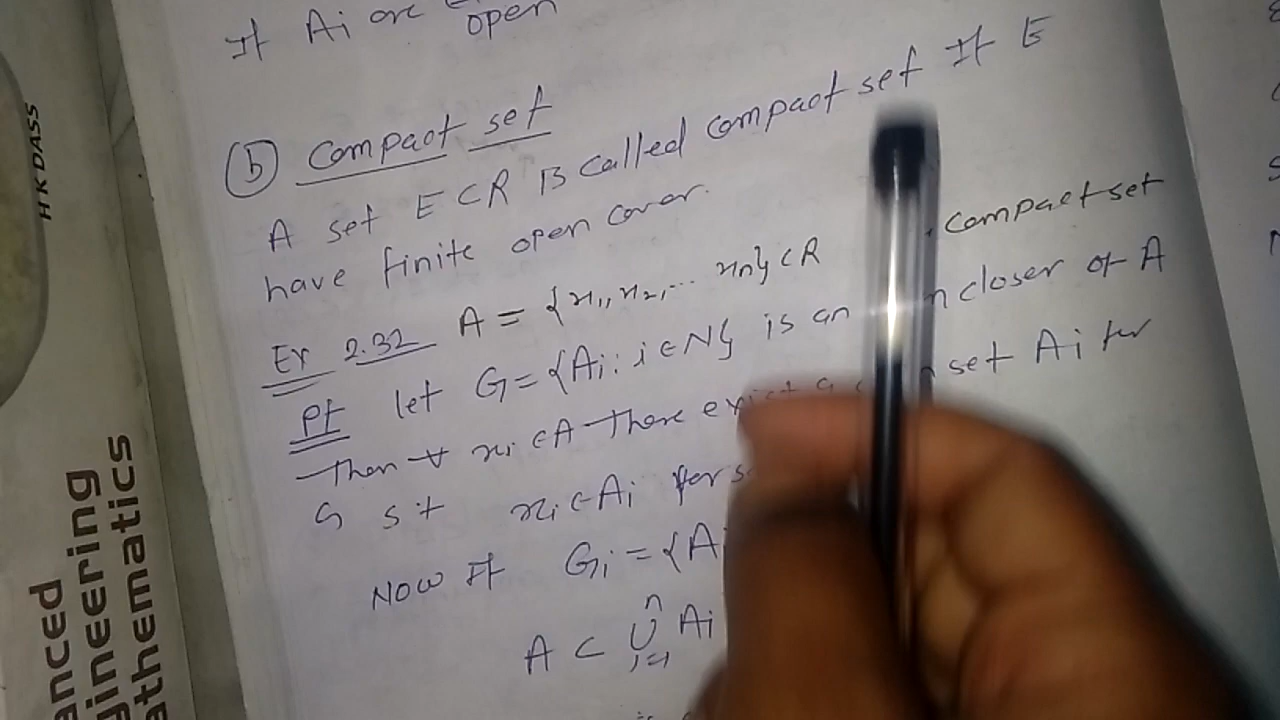 If Ai are
open
(b) Compact set
A set E ⊂ R is called compact set If E
have finite open cover.
Ex 2.32 A = {x1, x2, ... xn} ⊂ R compact set
Pf let G = {Ai : i ∈ N} is an closer of A
Then ∀ xi ∈ A there exist set Ai for
G s.t xi ∈ Ai for
Now If Gi = {A
A ⊂ n ∪ i=1 Ai
H K DASS
anced
gineering
athematics